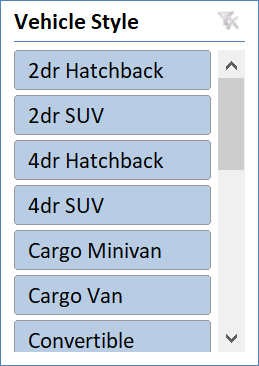 Vehicle Style
2dr Hatchback
2dr SUV
4dr Hatchback
4dr SUV
Cargo Minivan
Cargo Van
Convertible